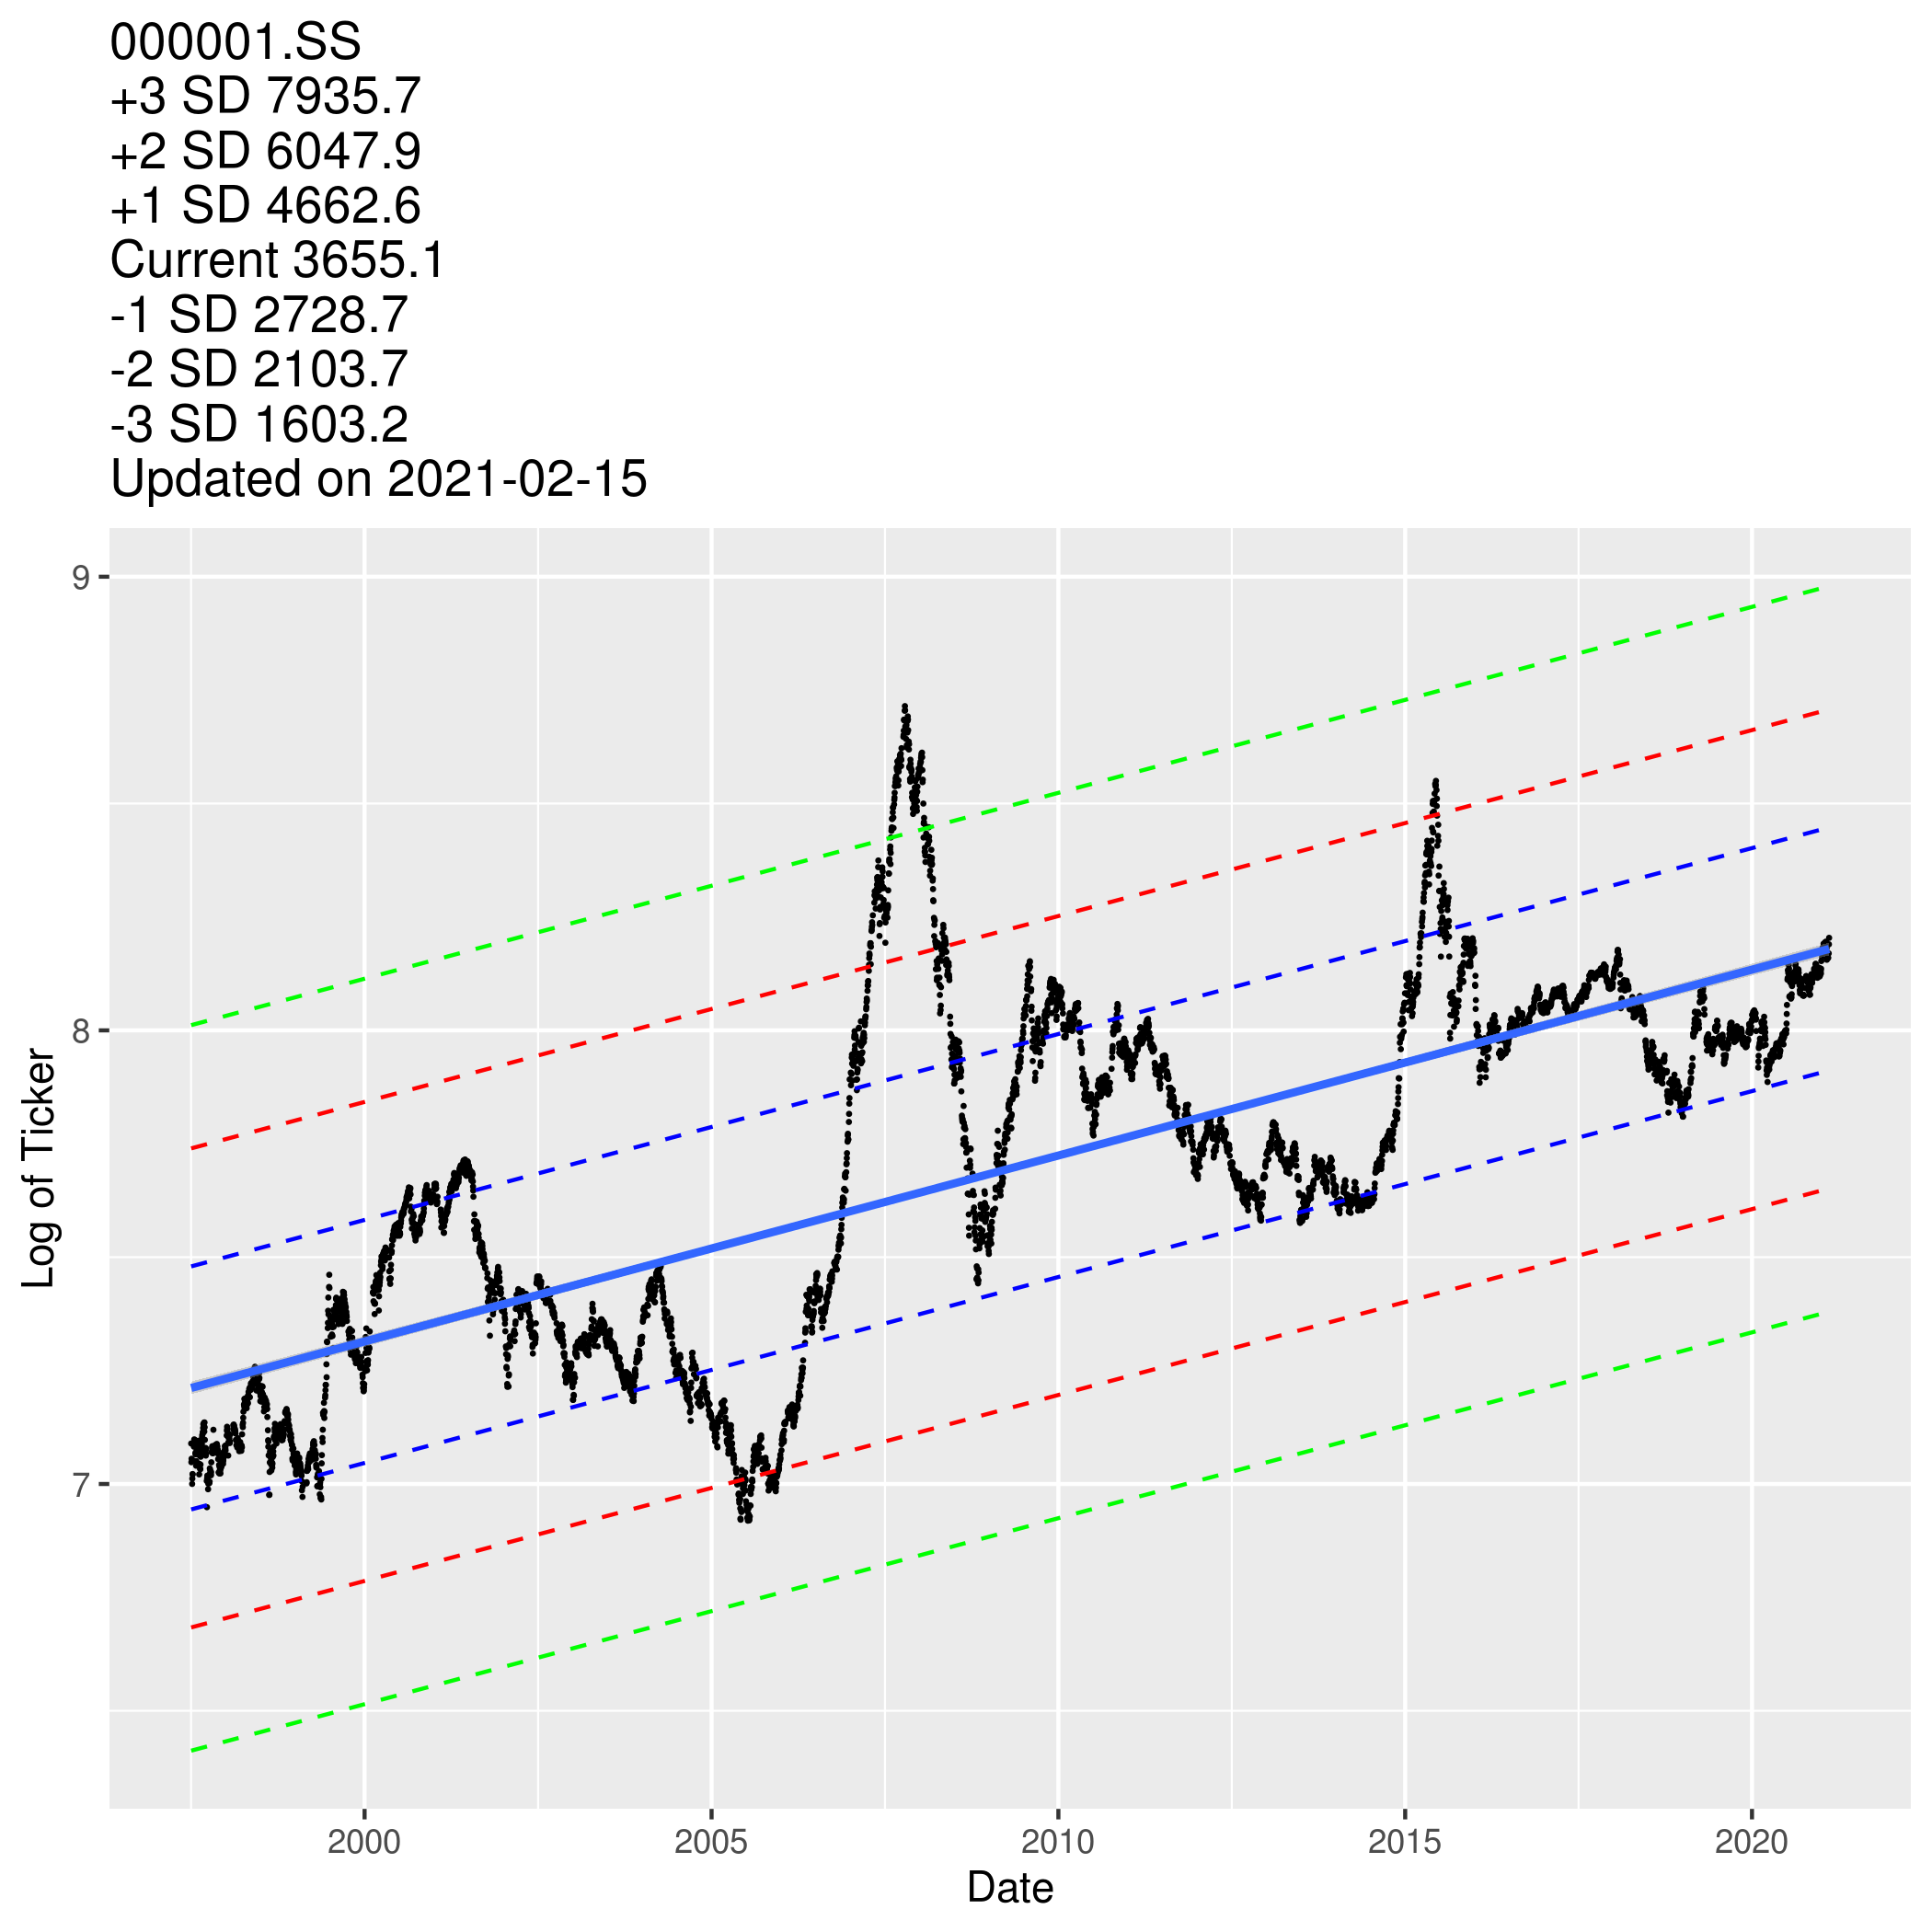 000001.SS
+3 SD 7935.7
+2 SD 6047.9
+1 SD 4662.6
Current 3655.1
-1 SD 2728.7
-2 SD 2103.7
-3 SD 1603.2
Updated on 2021-02-15
9
8
7
Log of Ticker
2000 2005 2010 2015 2020
Date